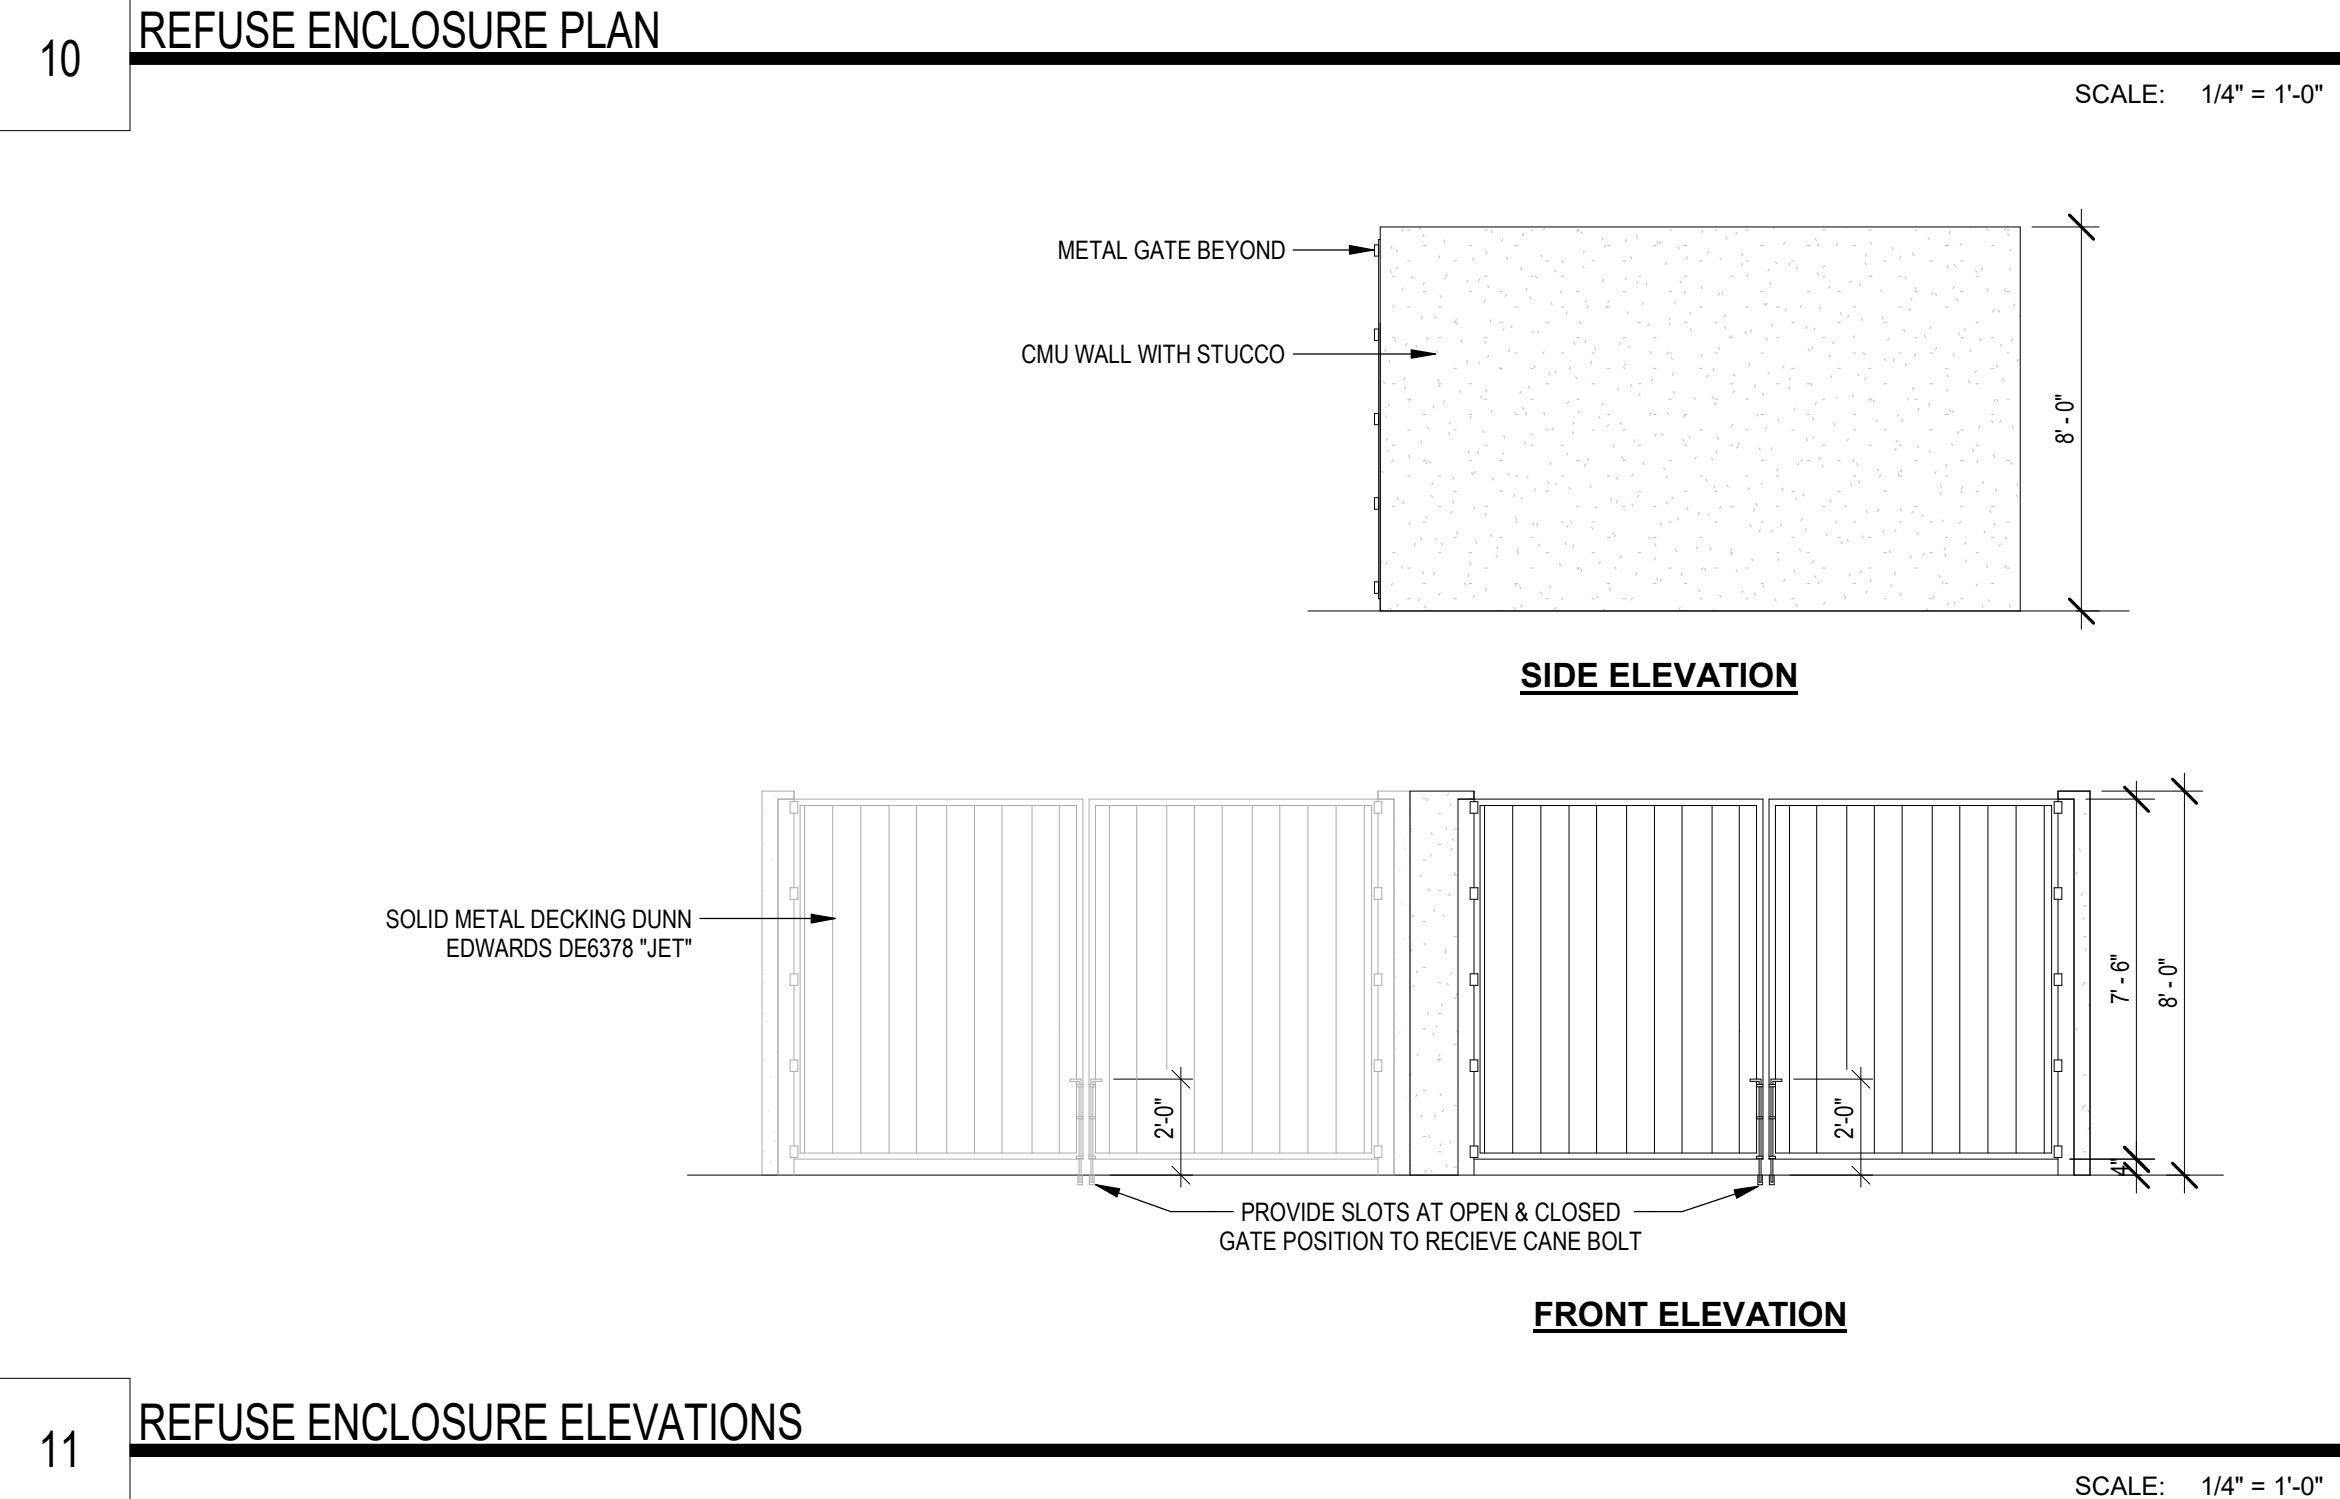 10
REFUSE ENCLOSURE PLAN
SCALE: 1/4" = 1'-0"
METAL GATE BEYOND
CMU WALL WITH STUCCO
8' - 0"
SIDE ELEVATION
SOLID METAL DECKING DUNN
EDWARDS DE6378 "JET"
2'-0"
2'-0"
7' - 6"
8' - 0"
4"
PROVIDE SLOTS AT OPEN & CLOSED
GATE POSITION TO RECIEVE CANE BOLT
FRONT ELEVATION
11
REFUSE ENCLOSURE ELEVATIONS
SCALE: 1/4" = 1'-0"